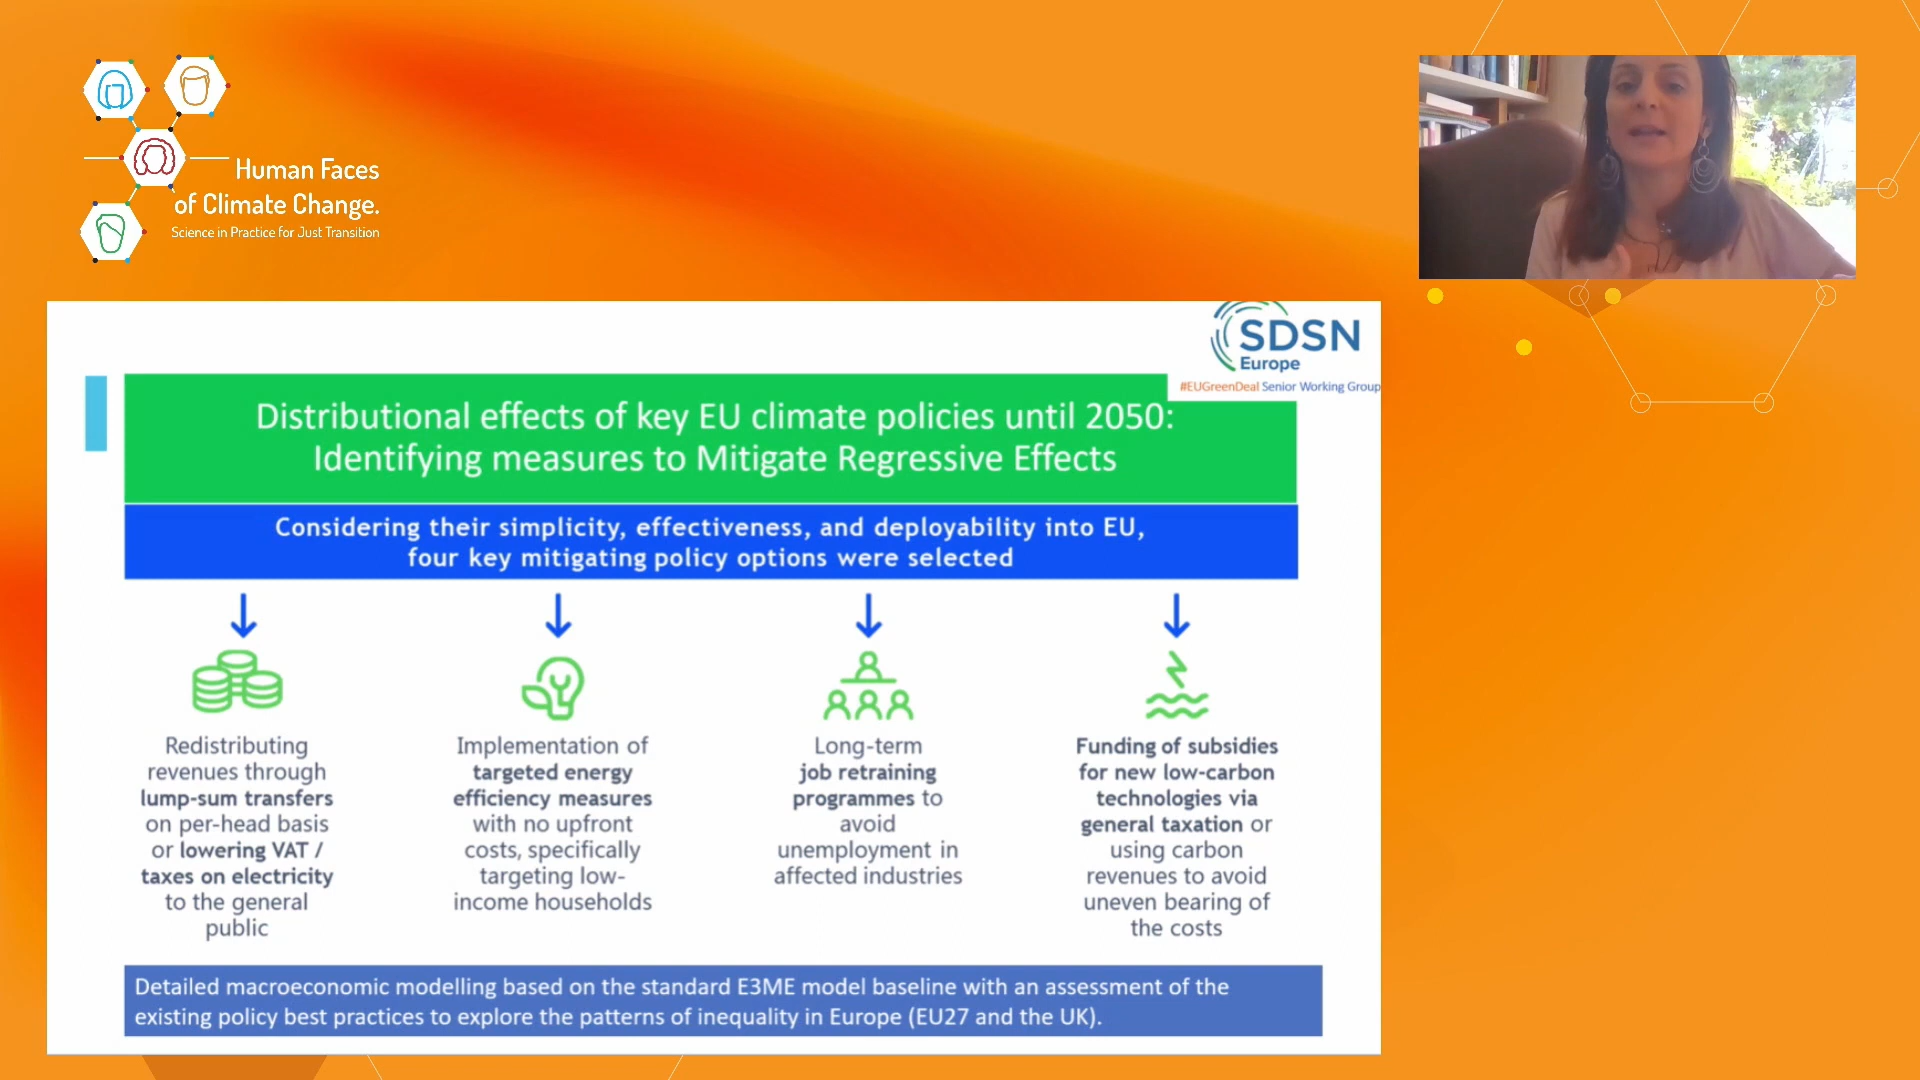 Human Faces
of Climate Change.
Science in Practice for Just Transition
SDSN
Europe
#EUGreenDeal Senior Working Group
Distributional effects of key EU climate policies until 2050:
Identifying measures to Mitigate Regressive Effects
Considering their simplicity, effectiveness, and deployability into EU,
four key mitigating policy options were selected
Redistributing
revenues through
lump-sum transfers
on per-head basis
or lowering VAT /
taxes on electricity
to the general
public
Implementation of
targeted energy
efficiency measures
with no upfront
costs, specifically
targeting low-
income households
Long-term
job retraining
programmes to
avoid
unemployment in
affected industries
Funding of subsidies
for new low-carbon
technologies via
general taxation or
using carbon
revenues to avoid
uneven bearing of
the costs
Detailed macroeconomic modelling based on the standard E3ME model baseline with an assessment of the
existing policy best practices to explore the patterns of inequality in Europe (EU27 and the UK).